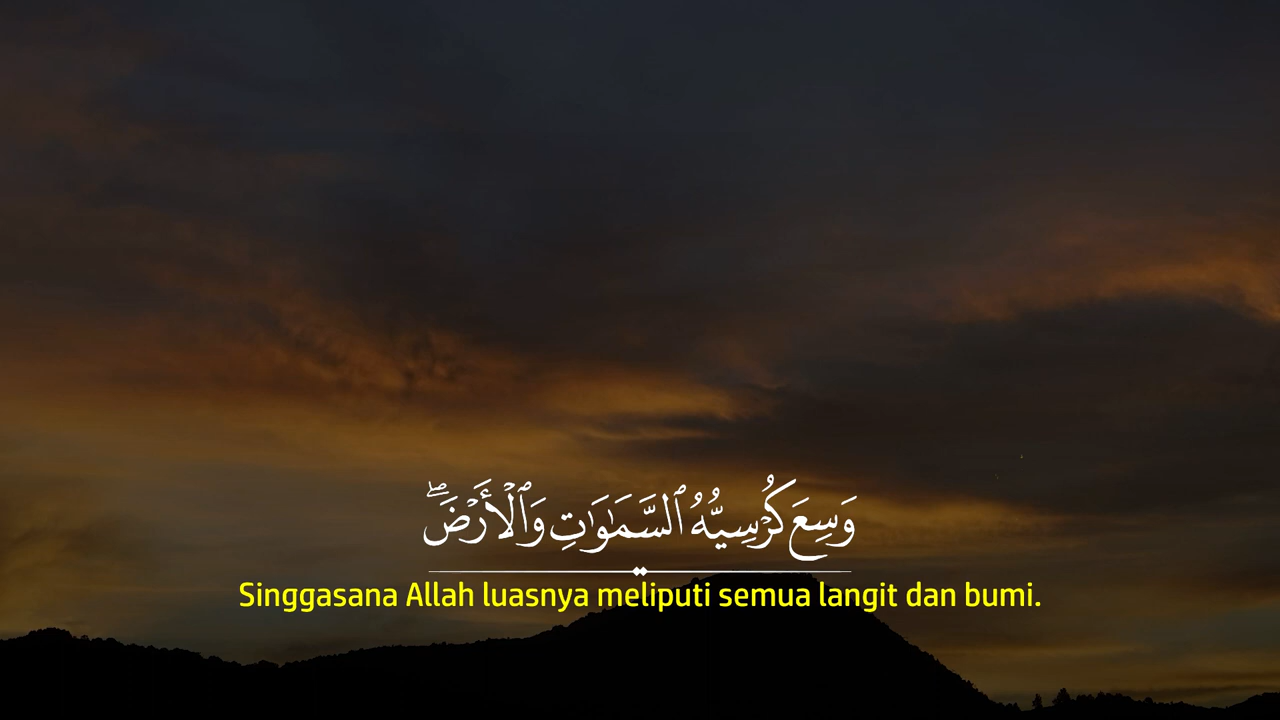 وَسِعَ كُرْسِيُّهُ ٱلسَّمَـٰوَٰتِ وَٱلْأَرْضَ ۖ
Singgasana Allah luasnya meliputi semua langit dan bumi.